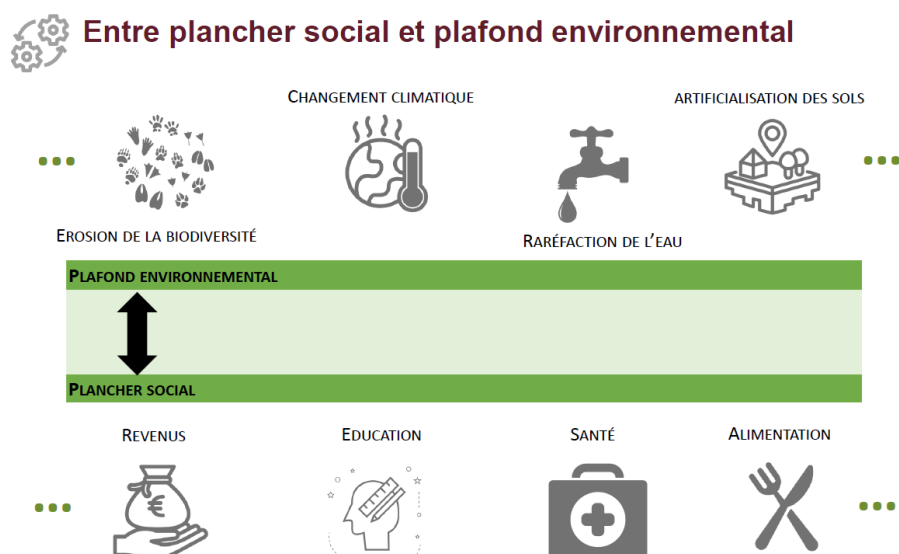 Entre plancher social et plafond environnemental
CHANGEMENT CLIMATIQUE
ARTIFICIALISATION DES SOLS
EROSION DE LA BIODIVERSITÉ
RARÉFACTION DE L'EAU
PLAFOND ENVIRONNEMENTAL
PLANCHER SOCIAL
REVENUS
EDUCATION
SANTÉ
ALIMENTATION
€